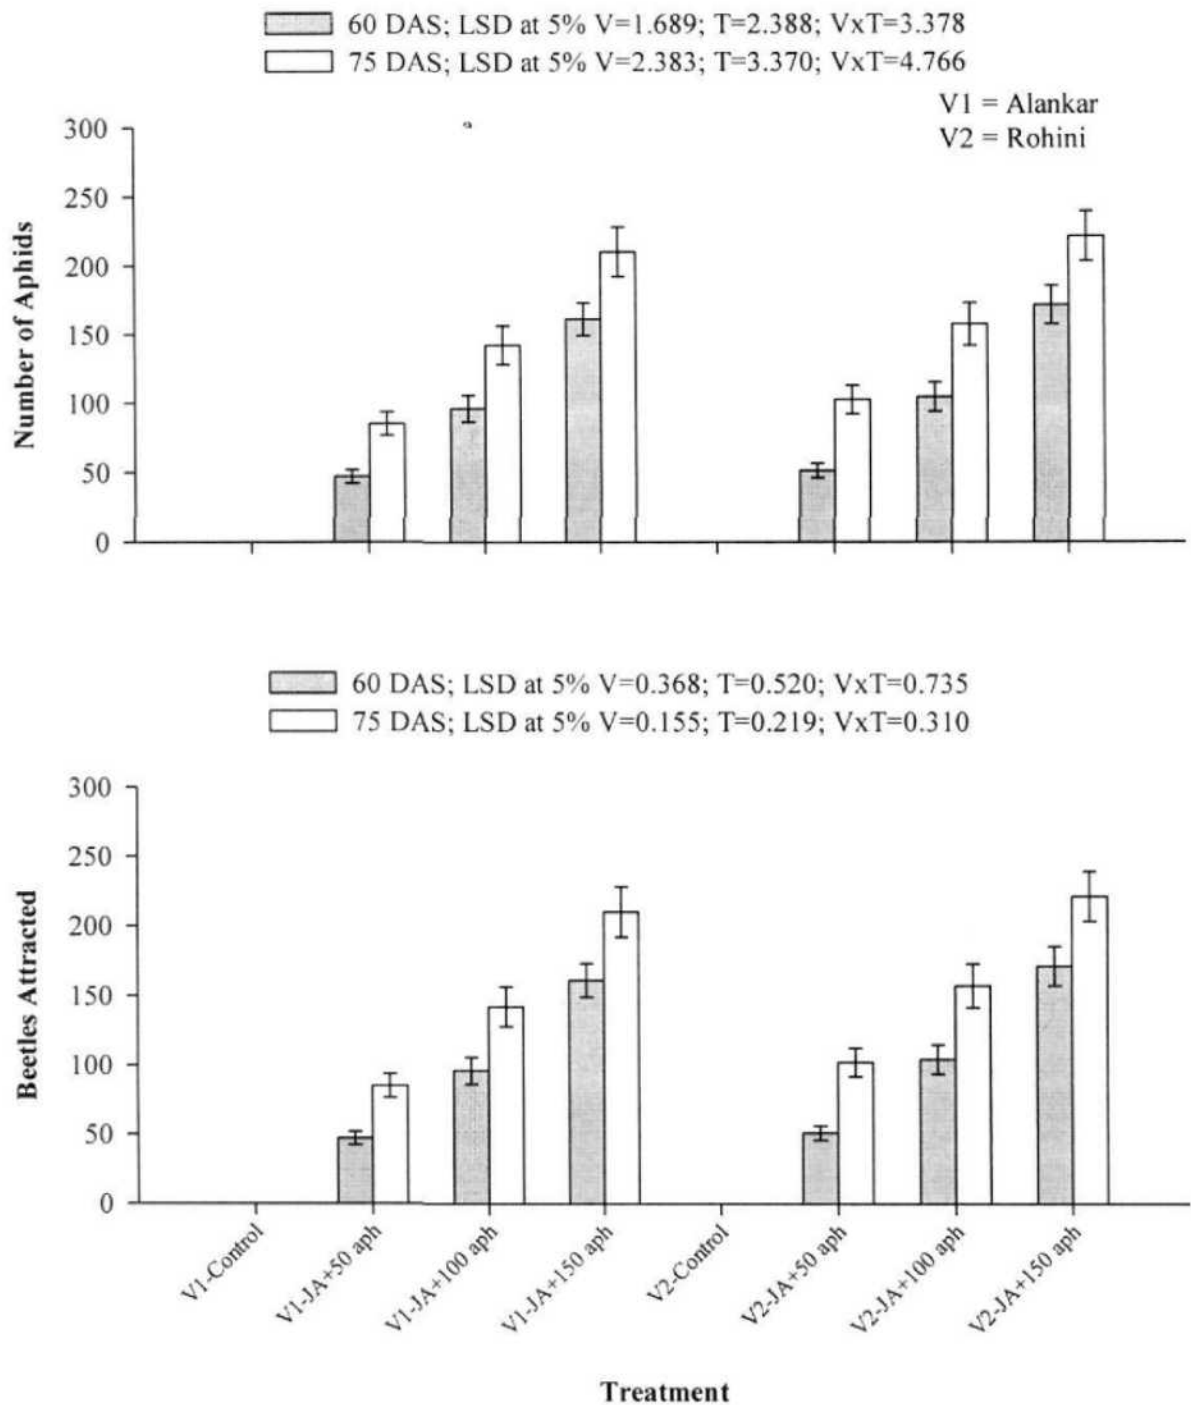 60 DAS; LSD at 5% V=1.689; T=2.388; VxT=3.378
75 DAS; LSD at 5% V=2.383; T=3.370; VxT=4.766
V1 = Alankar
V2 = Rohini
Number of Aphids
300
250
200
150
100
50
0
60 DAS; LSD at 5% V=0.368; T=0.520; VxT=0.735
75 DAS; LSD at 5% V=0.155; T=0.219; VxT=0.310
Beetles Attracted
300
250
200
150
100
50
0
V1-Control
V1-JA+50 aph
V1-JA+100 aph
V1-JA+150 aph
V2-Control
V2-JA+50 aph
V2-JA+100 aph
V2-JA+150 aph
Treatment